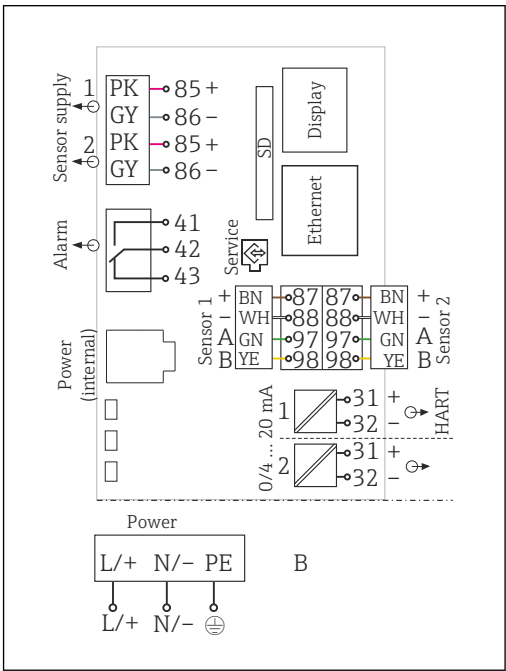 Sensor supply
1
2
PK
GY
PK
GY
85 +
86 −
85 +
86 −
Display
SD
Ethernet
Alarm
41
42
43
Service
Power
(internal)
Sensor 1
+ BN 87 87 BN +
− WH 88 88 WH −
A GN 97 97 GN A
B YE 98 98 YE B
Sensor 2
0/4 ... 20 mA
1
31 +
32 −
HART
2
31 +
32 −
Power
L/+ N/− PE
L/+ N/−
B